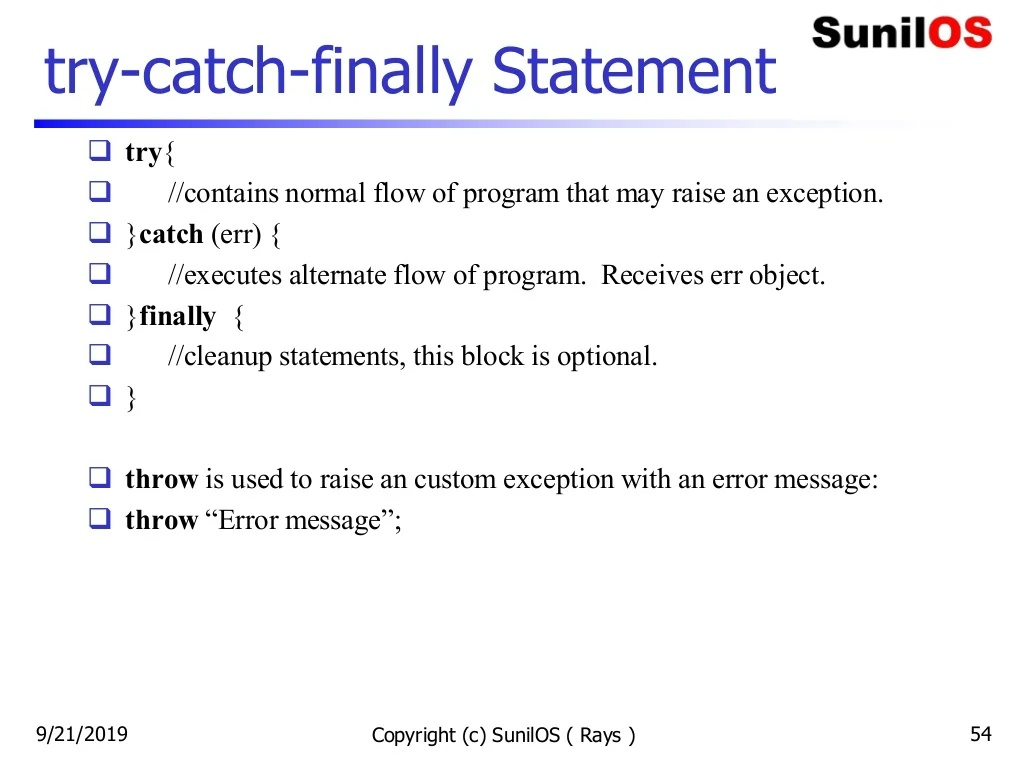 SunilOS
try-catch-finally Statement
try{
//contains normal flow of program that may raise an exception.
}catch (err) {
//executes alternate flow of program.  Receives err object.
}finally  {
//cleanup statements, this block is optional.
}
throw is used to raise an custom exception with an error message:
throw “Error message”;
9/21/2019
Copyright (c) SunilOS ( Rays )
54